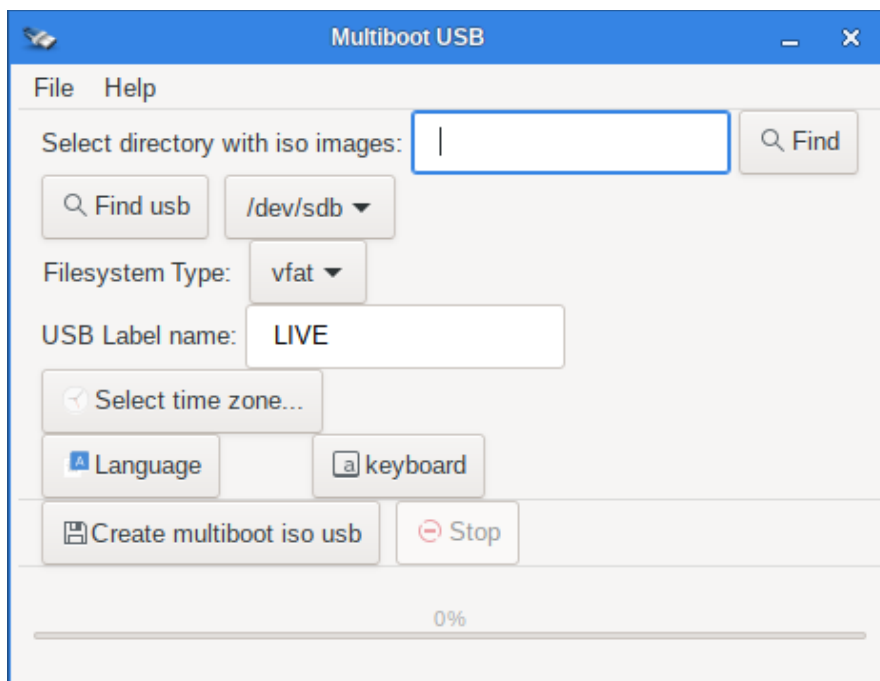 Multiboot USB
File Help
Select directory with iso images: Find
Find usb /dev/sdb
Filesystem Type: vfat
USB Label name: LIVE
Select time zone...
A Language a keyboard
Create multiboot iso usb Stop
0%